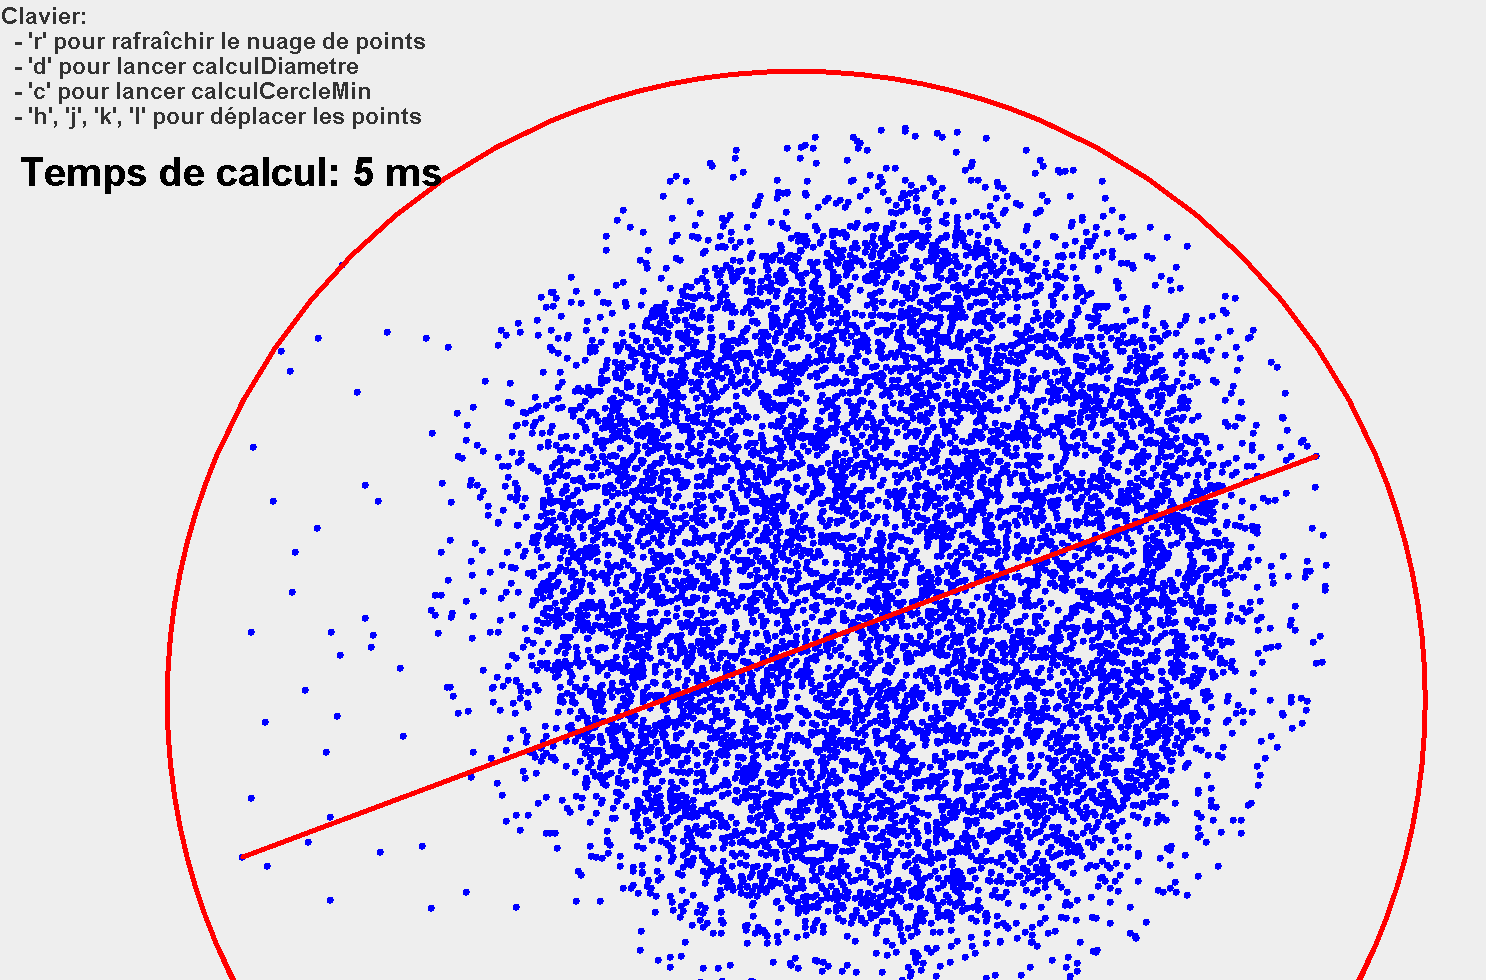 Clavier:
- 'r' pour rafraîchir le nuage de points
- 'd' pour lancer calculDiametre
- 'c' pour lancer calculCercleMin
- 'h', 'j', 'k', 'l' pour déplacer les points
Temps de calcul: 5 ms